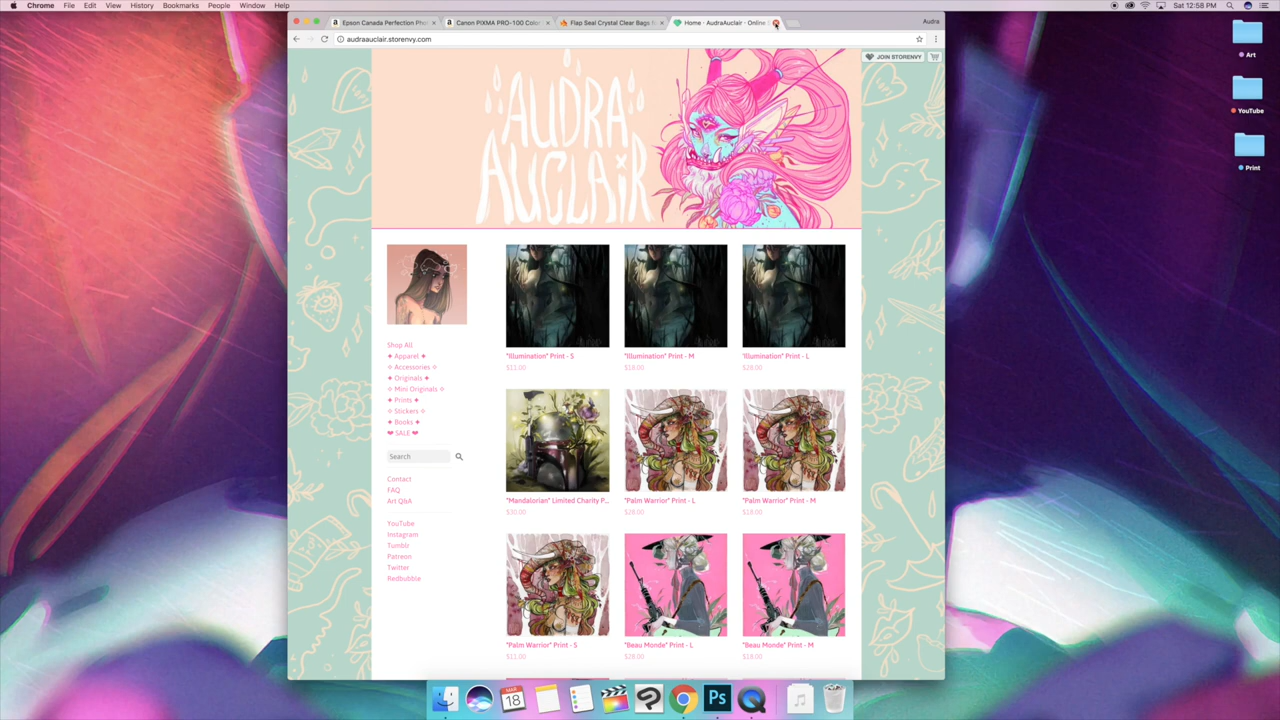 Chrome File Edit View History Bookmarks People Window Help
Sat 12:58 PM
Epson Canada Perfection Pho
Canon PIXMA PRO-100 Color
Flap Seal Crystal Clear Bags fo
Home · AudraAuclair · Online S
Audra
audraauclair.storenvy.com
JOIN STORENVY
AUDRA
AUCLAIR
"Illumination" Print - S
$11.00
"Illumination" Print - M
$18.00
'Illumination" Print - L
$28.00
Shop All
✦ Apparel ✦
✧ Accessories ✧
✦ Originals ✦
✧ Mini Originals ✧
✦ Prints ✦
✧ Stickers ✧
✦ Books ✦
❤ SALE ❤
Search
Contact
FAQ
Art Q&A
YouTube
Instagram
Tumblr
Patreon
Twitter
Redbubble
"Mandalorian" Limited Charity P...
$30.00
"Palm Warrior" Print - L
$28.00
"Palm Warrior" Print - M
$18.00
"Palm Warrior" Print - S
$11.00
"Beau Monde" Print - L
$28.00
"Beau Monde" Print - M
$18.00
Art
YouTube
Print
MAR
18
Ps